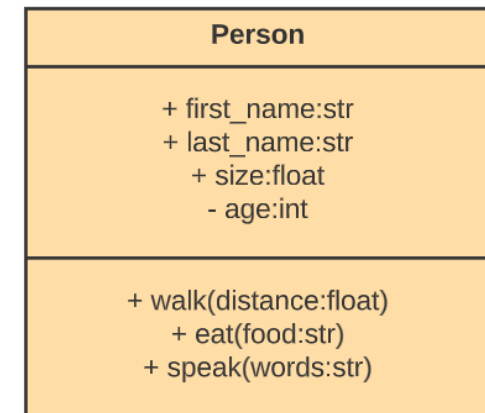 Person
+ first_name:str
+ last_name:str
+ size:float
- age:int
+ walk(distance:float)
+ eat(food:str)
+ speak(words:str)